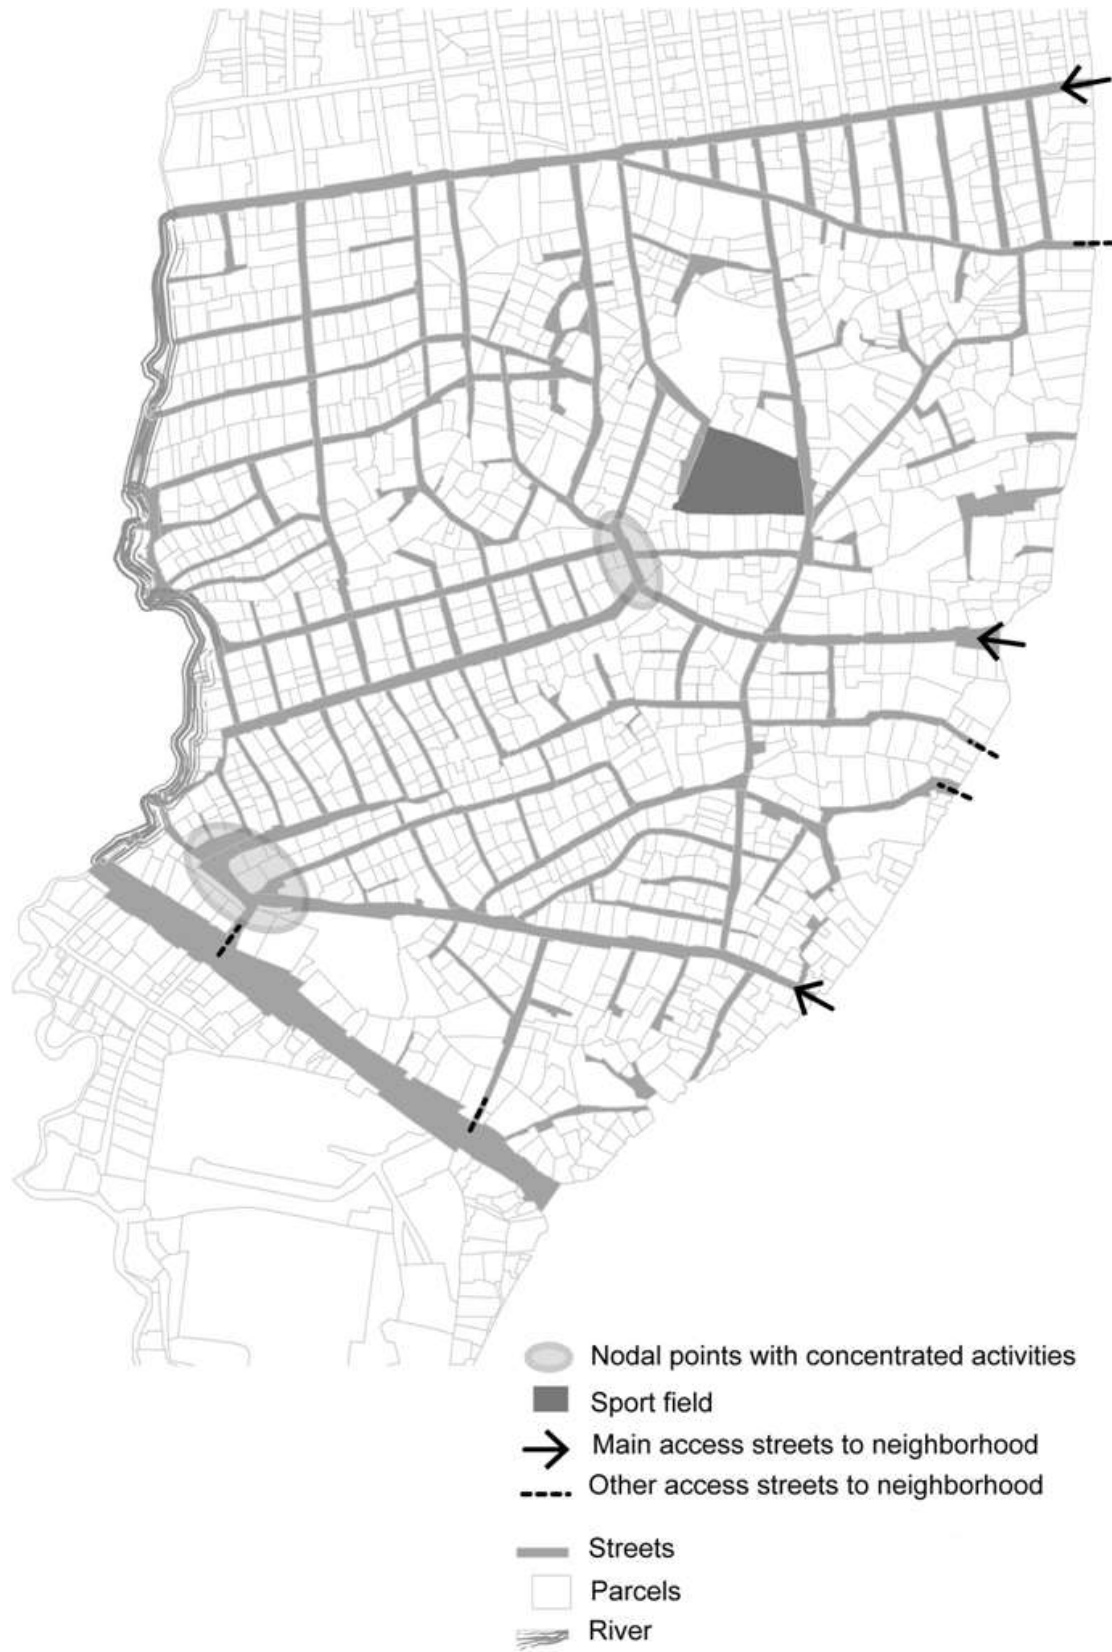 Nodal points with concentrated activities
Sport field
Main access streets to neighborhood
Other access streets to neighborhood
Streets
Parcels
River